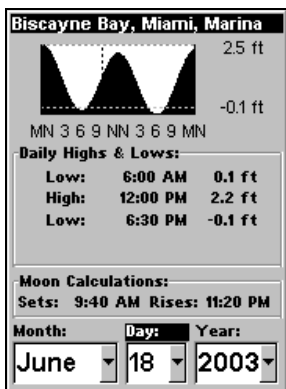 Biscayne Bay, Miami, Marina
2.5 ft
-0.1 ft
MN 3 6 9 NN 3 6 9 MN
Daily Highs & Lows:
Low: 6:00 AM 0.1 ft
High: 12:00 PM 2.2 ft
Low: 6:30 PM -0.1 ft
Moon Calculations:
Sets: 9:40 AM Rises: 11:20 PM
Month: Day: Year:
June 18 2003